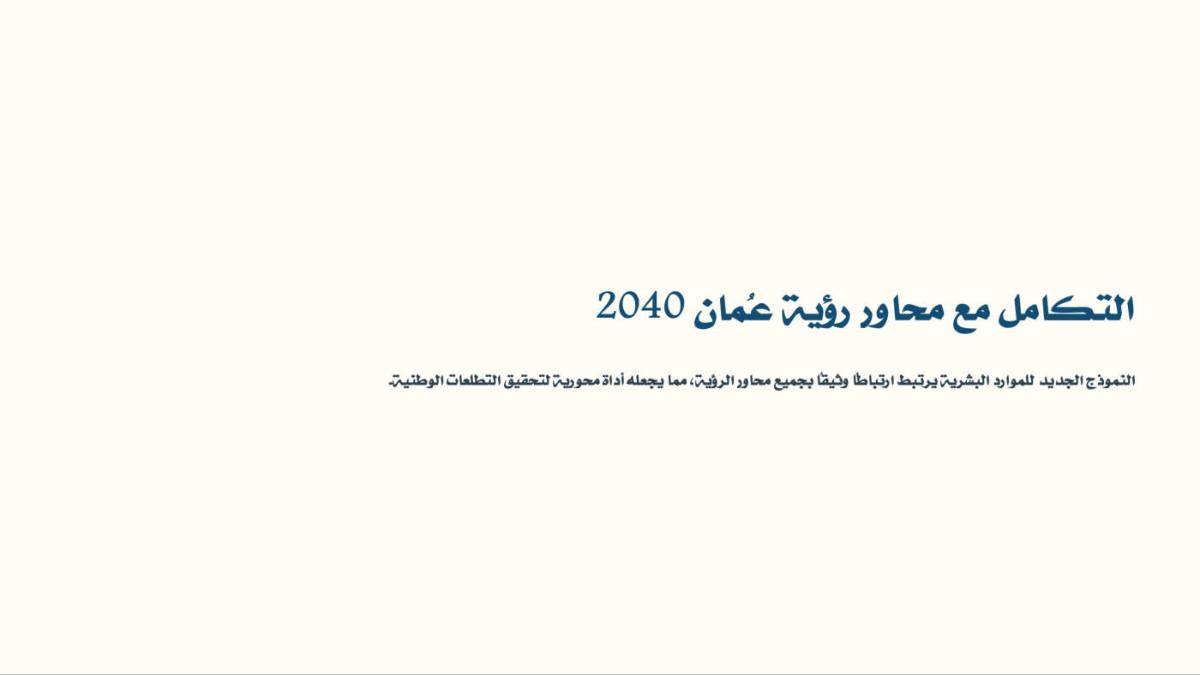 التكامل مع محاور رؤية عُمان 2040
النموذج الجديد للموارد البشرية يرتبط ارتباطًا وثيقًا بجميع محاور الرؤية، مما يجعله أداة محورية لتحقيق التطلعات الوطنية.